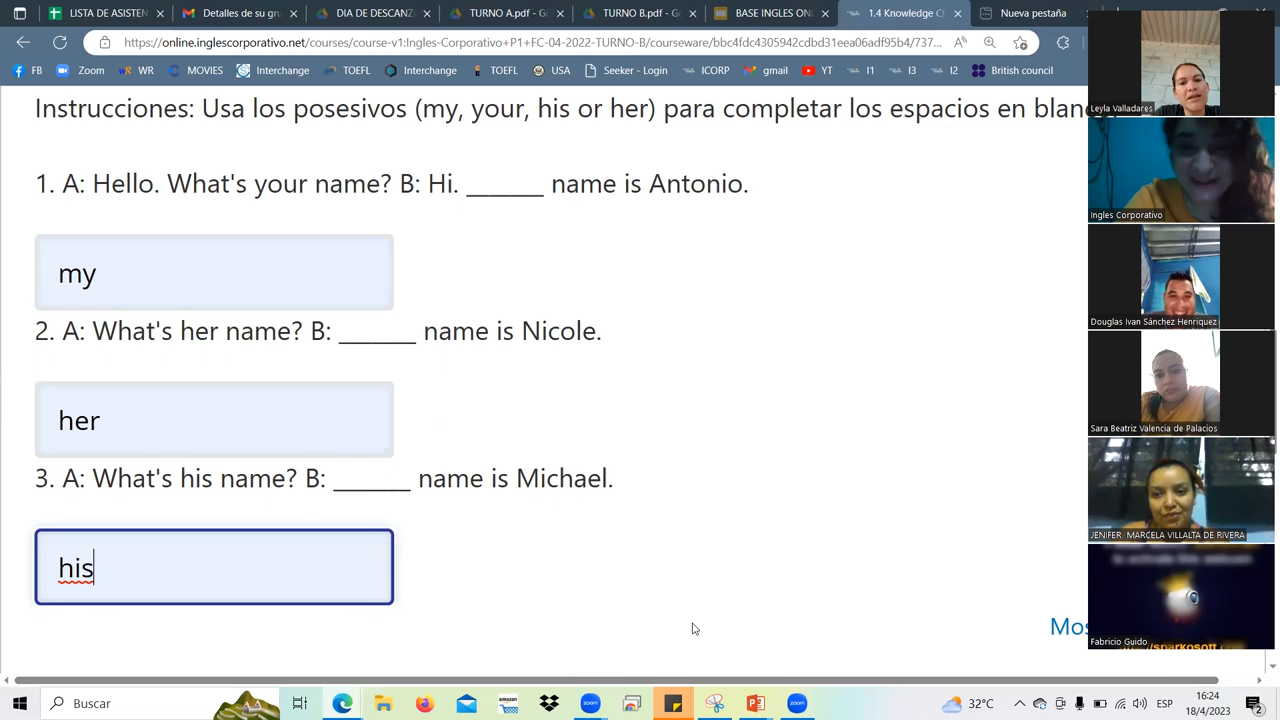 LISTA DE ASISTEN
Detalles de su gru
DIA DE DESCANZ
TURNO A.pdf - G
TURNO B.pdf - Go
BASE INGLES ON
1.4 Knowledge C
Nueva pestaña
https://online.inglescorporativo.net/courses/course-v1:Ingles-Corporativo+P1+FC-04-2022-TURNO-B/courseware/bbc4fdc4305942cdbd31eea06adf95b4/737...
FB Zoom WR MOVIES Interchange TOEFL Interchange TOEFL USA Seeker - Login ICORP gmail YT I1 I3 I2 British council
Instrucciones: Usa los posesivos (my, your, his or her) para completar los espacios en blanc
1. A: Hello. What's your name? B: Hi. _______ name is Antonio.
my
2. A: What's her name? B: _______ name is Nicole.
her
3. A: What's his name? B: _______ name is Michael.
his
Mos
Leyla Valladares
Ingles Corporativo
Douglas Ivan Sánchez Henriquez
Sara Beatriz Valencia de Palacios
JENIFER MARCELA VILLALTA DE RIVERA
Fabricio Guido
Buscar
32°C
ESP
16:24
18/4/2023
2